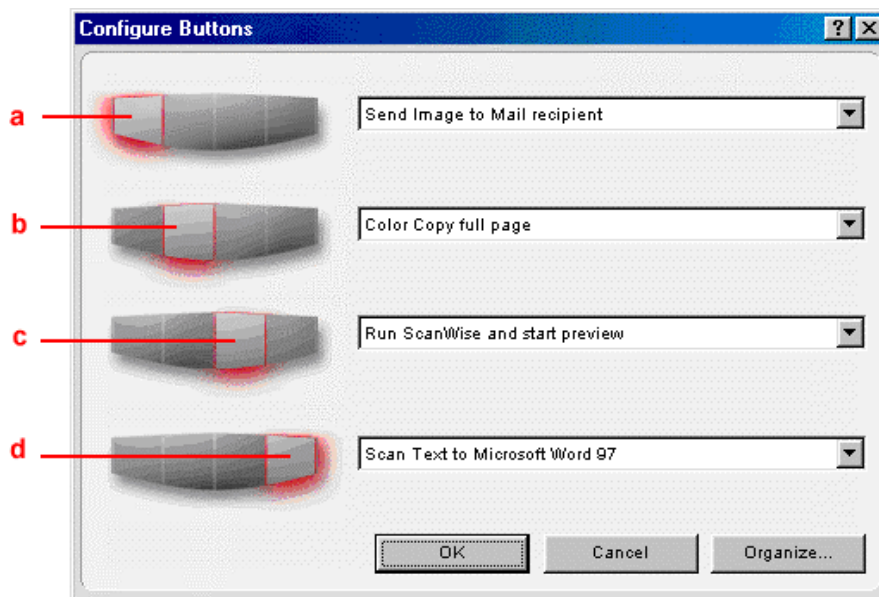 Configure Buttons
a
Send Image to Mail recipient
b
Color Copy full page
c
Run ScanWise and start preview
d
Scan Text to Microsoft Word 97
OK Cancel Organize...